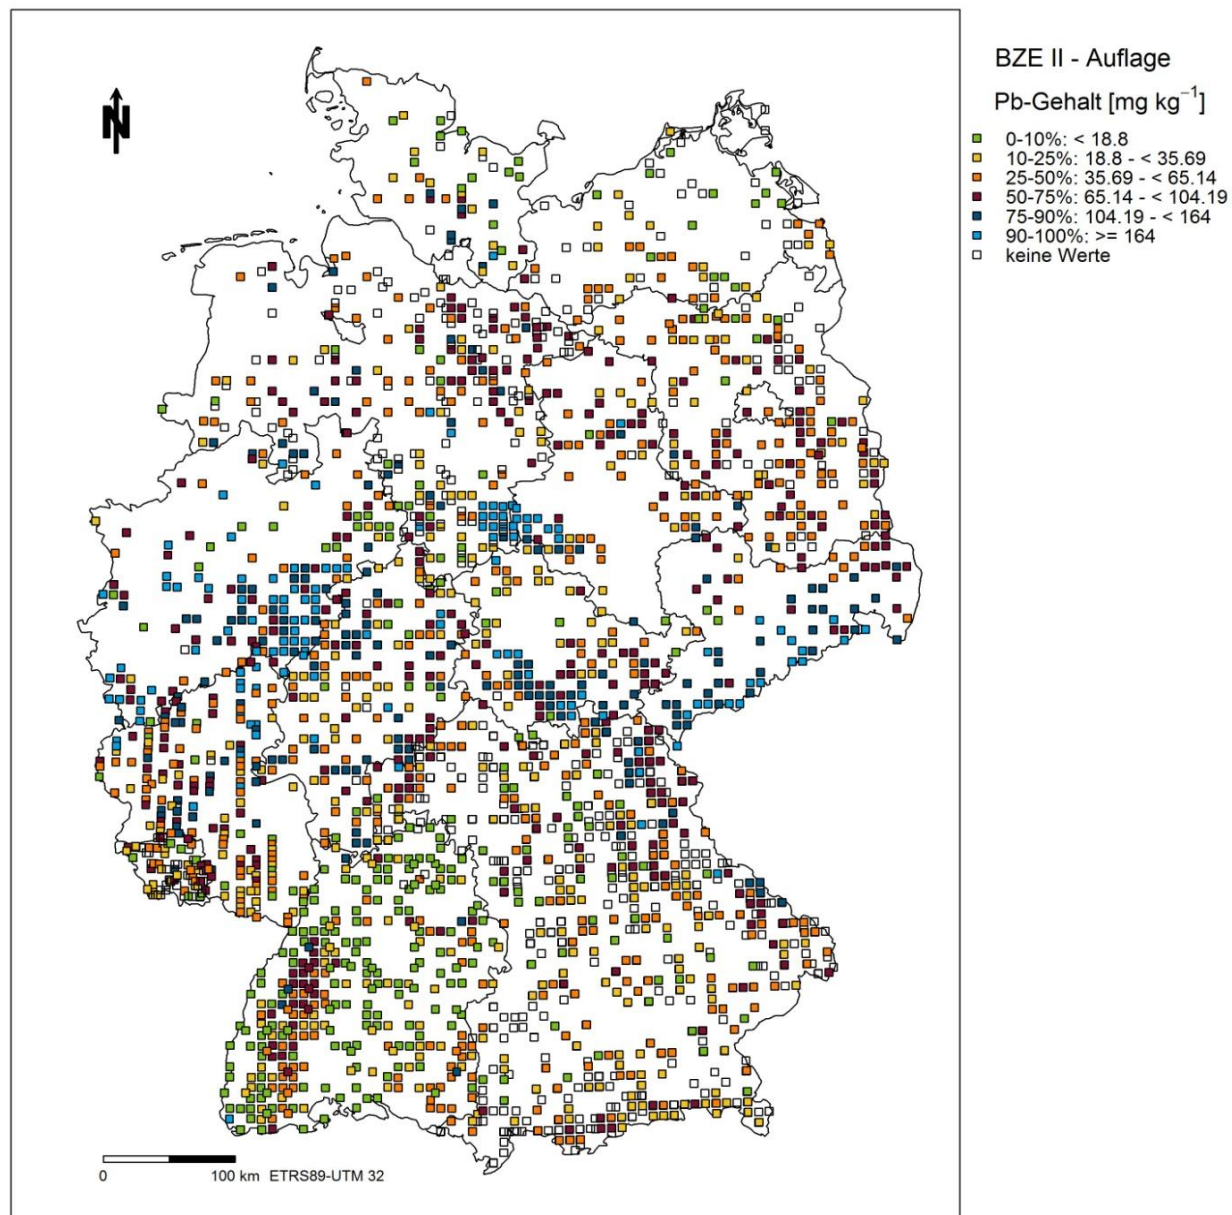 BZE II - Auflage
Pb-Gehalt [mg kg⁻¹]
0-10%: < 18.8
10-25%: 18.8 - < 35.69
25-50%: 35.69 - < 65.14
50-75%: 65.14 - < 104.19
75-90%: 104.19 - < 164
90-100%: >= 164
keine Werte
N
0 100 km ETRS89-UTM 32